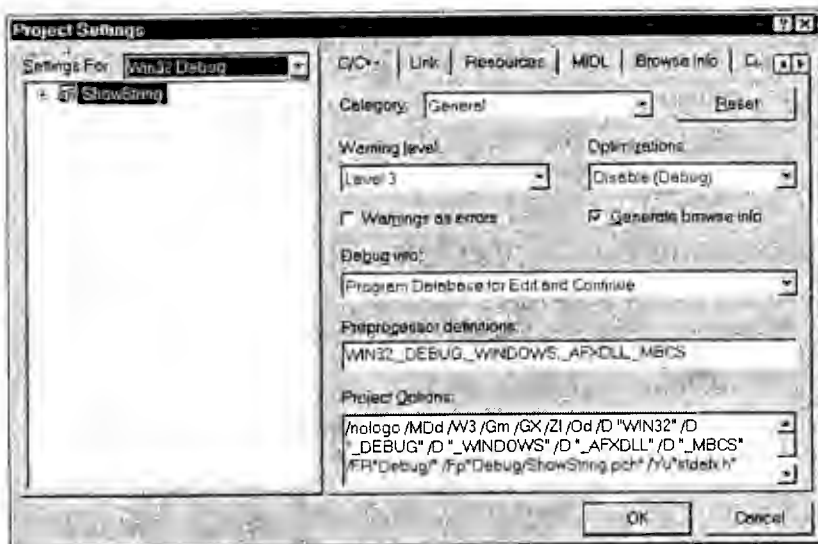 Project Settings
Settings For: Win32 Debug
ShowString
C/C++ Link Resources MIDL Browse Info
Category: General
Reset
Warning level: Optimizations:
Level 3 Disable (Debug)
Warnings as errors Generate browse info
Debug info:
Program Database for Edit and Continue
Preprocessor definitions:
WIN32,_DEBUG,_WINDOWS,_AFXDLL,_MBCS
Project Options:
/nologo /MDd /W3 /Gm /GX /ZI /Od /D "WIN32" /D
"_DEBUG" /D "_WINDOWS" /D "_AFXDLL" /D "_MBCS"
/FR"Debug/" /Fp"Debug/ShowString.pch" /Yu"stdafx.h"
OK Cancel